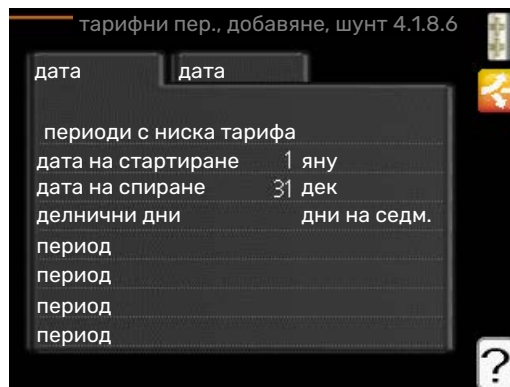 тарифни пер., добавяне, шунт 4.1.8.6
дата дата
периоди с ниска тарифа
дата на стартиране 1 яну
дата на спиране 31 дек
делнични дни дни на седм.
период
период
период
период
?